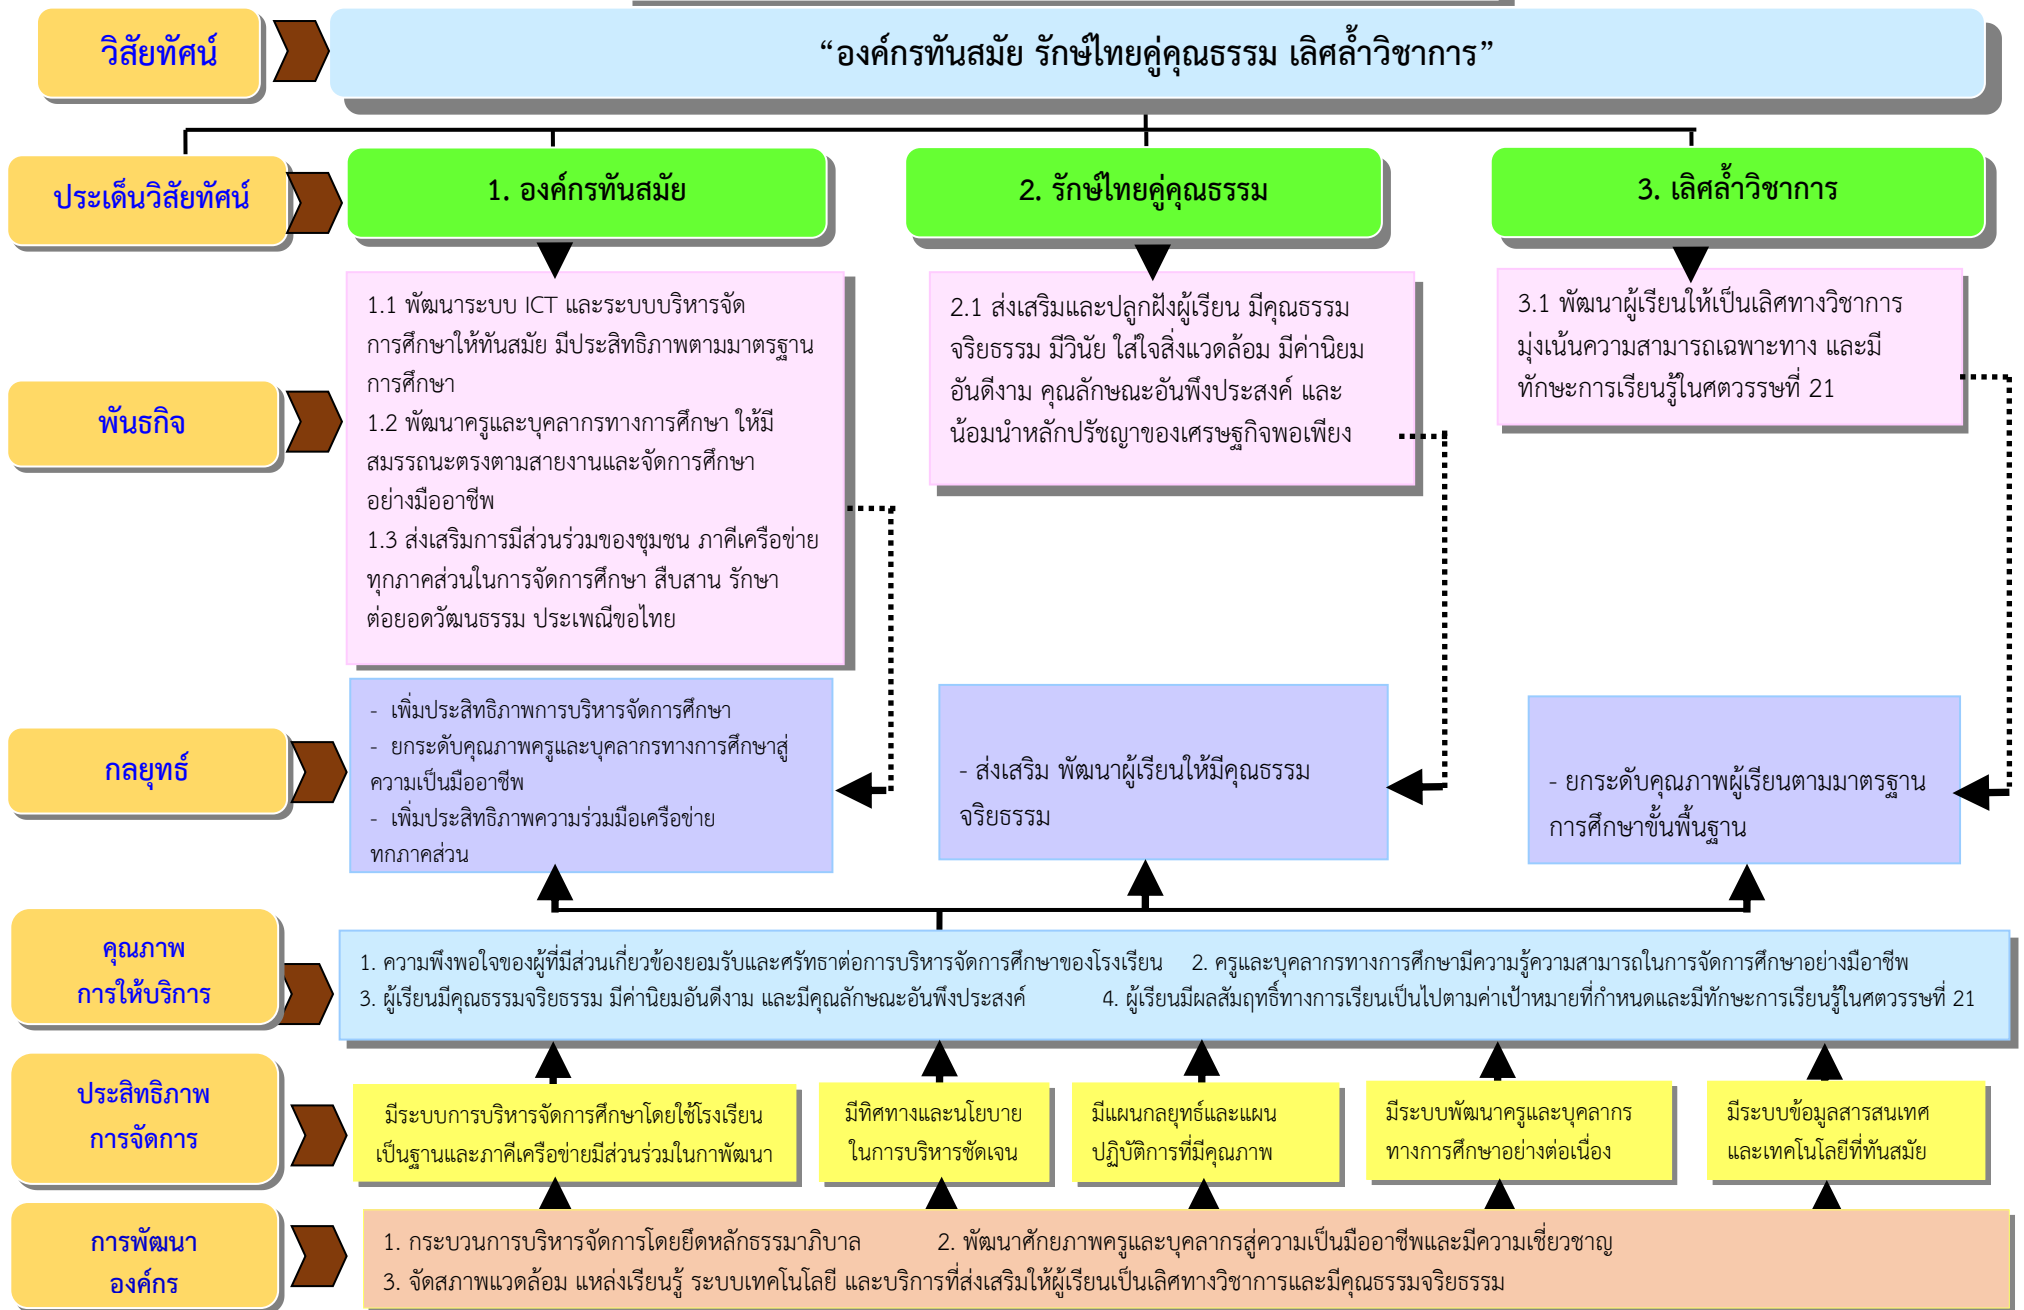 วิสัยทัศน์
“องค์กรทันสมัย รักษ์ไทยคู่คุณธรรม เลิศล้ำวิชาการ”
ประเด็นวิสัยทัศน์
1. องค์กรทันสมัย
2. รักษ์ไทยคู่คุณธรรม
3. เลิศล้ำวิชาการ
พันธกิจ
1.1 พัฒนาระบบ ICT และระบบบริหารจัด
การศึกษาให้ทันสมัย มีประสิทธิภาพตามมาตรฐาน
การศึกษา
1.2 พัฒนาครูและบุคลากรทางการศึกษา ให้มี
สมรรถนะตรงตามสายงานและจัดการศึกษา
อย่างมืออาชีพ
1.3 ส่งเสริมการมีส่วนร่วมของชุมชน ภาคีเครือข่าย
ทุกภาคส่วนในการจัดการศึกษา สืบสาน รักษา
ต่อยอดวัฒนธรรม ประเพณีขอไทย
2.1 ส่งเสริมและปลูกฝังผู้เรียน มีคุณธรรม
จริยธรรม มีวินัย ใส่ใจสิ่งแวดล้อม มีค่านิยม
อันดีงาม คุณลักษณะอันพึงประสงค์ และ
น้อมนำหลักปรัชญาของเศรษฐกิจพอเพียง
3.1 พัฒนาผู้เรียนให้เป็นเลิศทางวิชาการ
มุ่งเน้นความสามารถเฉพาะทาง และมี
ทักษะการเรียนรู้ในศตวรรษที่ 21
กลยุทธ์
- เพิ่มประสิทธิภาพการบริหารจัดการศึกษา
- ยกระดับคุณภาพครูและบุคลากรทางการศึกษาสู่
ความเป็นมืออาชีพ
- เพิ่มประสิทธิภาพความร่วมมือเครือข่าย
ทุกภาคส่วน
- ส่งเสริม พัฒนาผู้เรียนให้มีคุณธรรม
จริยธรรม
- ยกระดับคุณภาพผู้เรียนตามมาตรฐาน
การศึกษาขั้นพื้นฐาน
คุณภาพ
การให้บริการ
1. ความพึงพอใจของผู้ที่มีส่วนเกี่ยวข้องยอมรับและศรัทธาต่อการบริหารจัดการศึกษาของโรงเรียน 2. ครูและบุคลากรทางการศึกษามีความรู้ความสามารถในการจัดการศึกษาอย่างมือาชีพ
3. ผู้เรียนมีคุณธรรมจริยธรรม มีค่านิยมอันดีงาม และมีคุณลักษณะอันพึงประสงค์ 4. ผู้เรียนมีผลสัมฤทธิ์ทางการเรียนเป็นไปตามค่าเป้าหมายที่กำหนดและมีทักษะการเรียนรู้ในศตวรรษที่ 21
ประสิทธิภาพ
การจัดการ
มีระบบการบริหารจัดการศึกษาโดยใช้โรงเรียน
เป็นฐานและภาคีเครือข่ายมีส่วนร่วมในกาพัฒนา
มีทิศทางและนโยบาย
ในการบริหารชัดเจน
มีแผนกลยุทธ์และแผน
ปฏิบัติการที่มีคุณภาพ
มีระบบพัฒนาครูและบุคลากร
ทางการศึกษาอย่างต่อเนื่อง
มีระบบข้อมูลสารสนเทศ
และเทคโนโลยีที่ทันสมัย
การพัฒนา
องค์กร
1. กระบวนการบริหารจัดการโดยยึดหลักธรรมาภิบาล 2. พัฒนาศักยภาพครูและบุคลากรสู่ความเป็นมืออาชีพและมีความเชี่ยวชาญ
3. จัดสภาพแวดล้อม แหล่งเรียนรู้ ระบบเทคโนโลยี และบริการที่ส่งเสริมให้ผู้เรียนเป็นเลิศทางวิชาการและมีคุณธรรมจริยธรรม